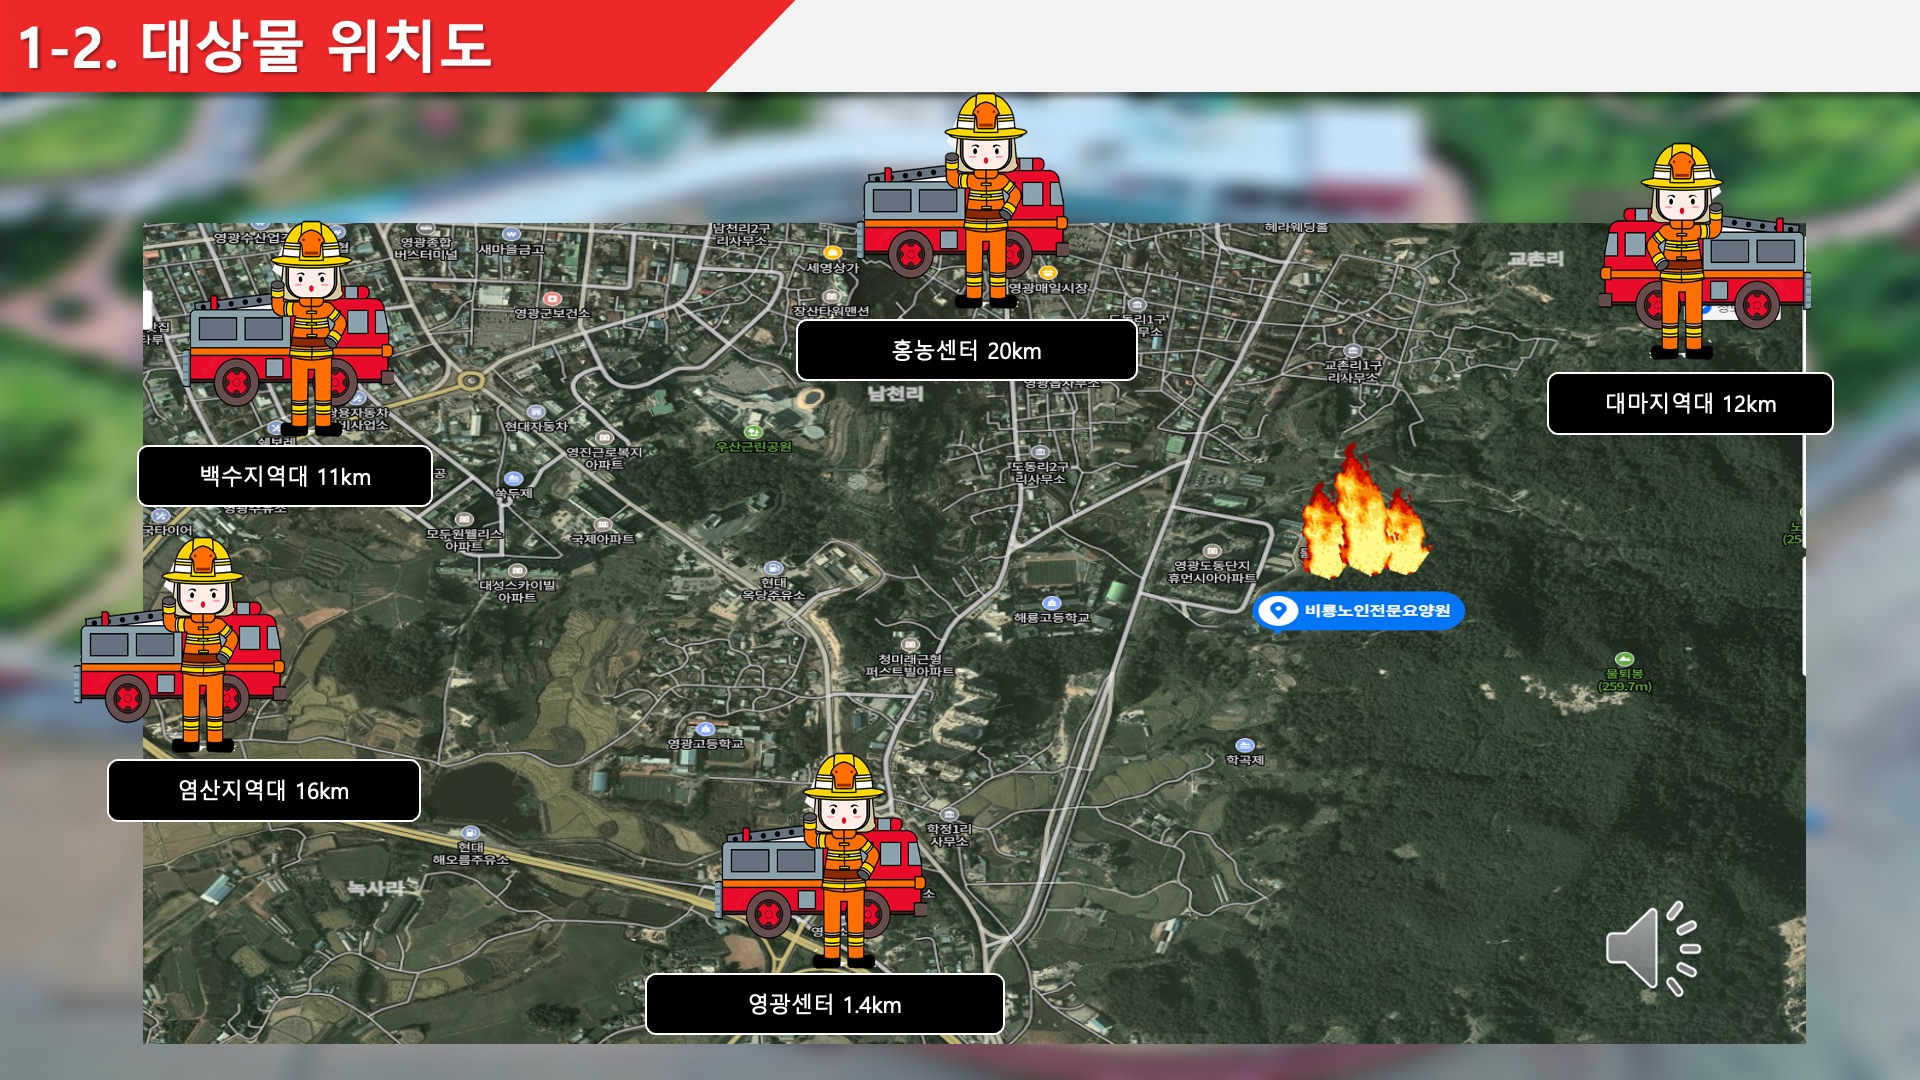 1-2. 대상물 위치도
남천리2구
리사무소
헤라웨딩홀
영광종합
버스터미널
새마을금고
교촌리
세영상가
영광매일시장
영광군보건소
장산타워맨션
도동리1구
홍농센터 20km
교촌리1구
리사무소
남천리
대마지역대 12km
현대자동차
우산근린공원
영진근로복지
아파트
도동리2구
리사무소
백수지역대 11km
쑥두제
국타이어
모두원웰리스
아파트
국제아파트
영광도동단지
휴먼시아아파트
대성스카이빌
아파트
현대
옥당주유소
해룡고등학교
비룡노인전문요양원
청미래근형
퍼스트빌아파트
물퇴봉
(259.7m)
영광고등학교
학곡제
염산지역대 16km
학정1리
사무소
현대
해오름주유소
녹사리
영광센터 1.4km